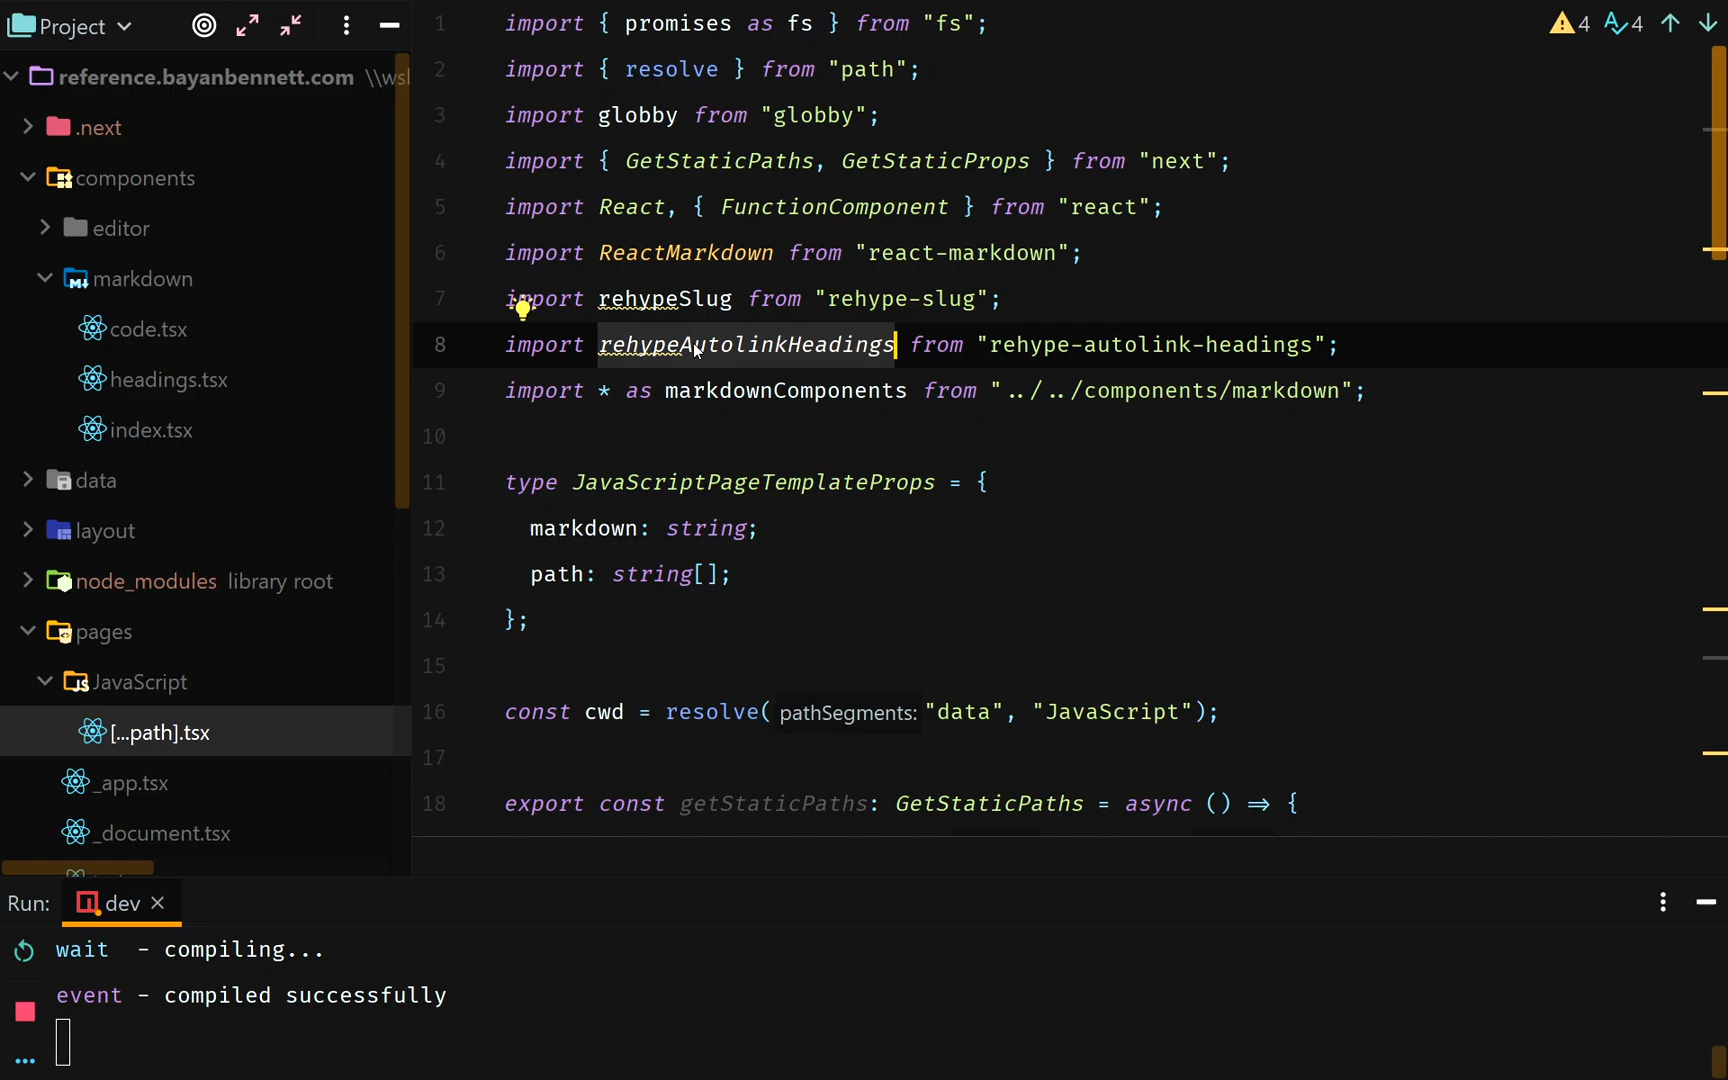 Project
reference.bayanbennett.com \\wsl
.next
components
editor
markdown
code.tsx
headings.tsx
index.tsx
data
layout
node_modules library root
pages
JavaScript
[...path].tsx
_app.tsx
_document.tsx
4 4
1 import { promises as fs } from "fs";
2 import { resolve } from "path";
3 import globby from "globby";
4 import { GetStaticPaths, GetStaticProps } from "next";
5 import React, { FunctionComponent } from "react";
6 import ReactMarkdown from "react-markdown";
7 import rehypeSlug from "rehype-slug";
8 import rehypeAutolinkHeadings from "rehype-autolink-headings";
9 import * as markdownComponents from "../../components/markdown";
10
11 type JavaScriptPageTemplateProps = {
12 markdown: string;
13 path: string[];
14 };
15
16 const cwd = resolve( pathSegments: "data", "JavaScript");
17
18 export const getStaticPaths: GetStaticPaths = async () ⇒ {
Run: dev
wait - compiling...
event - compiled successfully